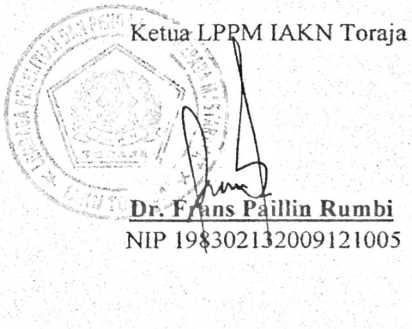 Ketua LPPM IAKN Toraja
Dr. Frans Paillin Rumbi
NIP 198302132009121005